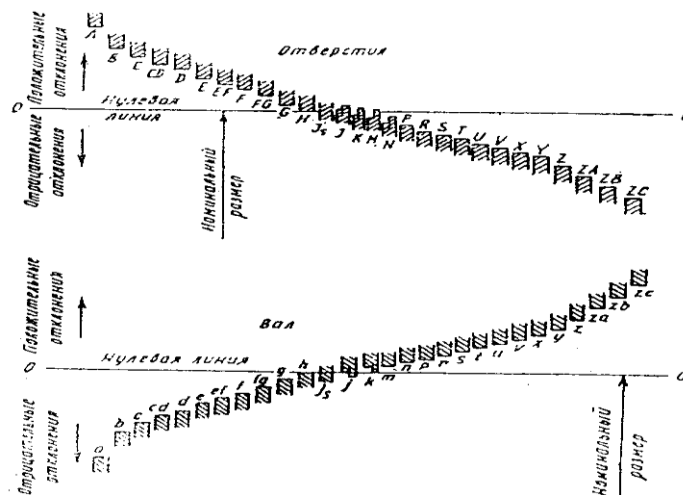 Положительные
отклонения
Отверстия
A
Б
C
CD
D
E
EF
F
FG
G
H
Js
J
K
M
N
P
R
S
T
U
V
X
Y
Z
ZA
ZB
ZC
0
Нулевая
линия
Отрицательные
отклонения
Номинальный
размер
Положительные
отклонения
Вал
0
Нулевая линия
a
b
c
cd
d
e
ef
f
fg
g
h
js
j
k
m
n
p
r
s
t
u
v
x
y
z
za
zb
zc
Отрицательные
отклонения
Номинальный
размер